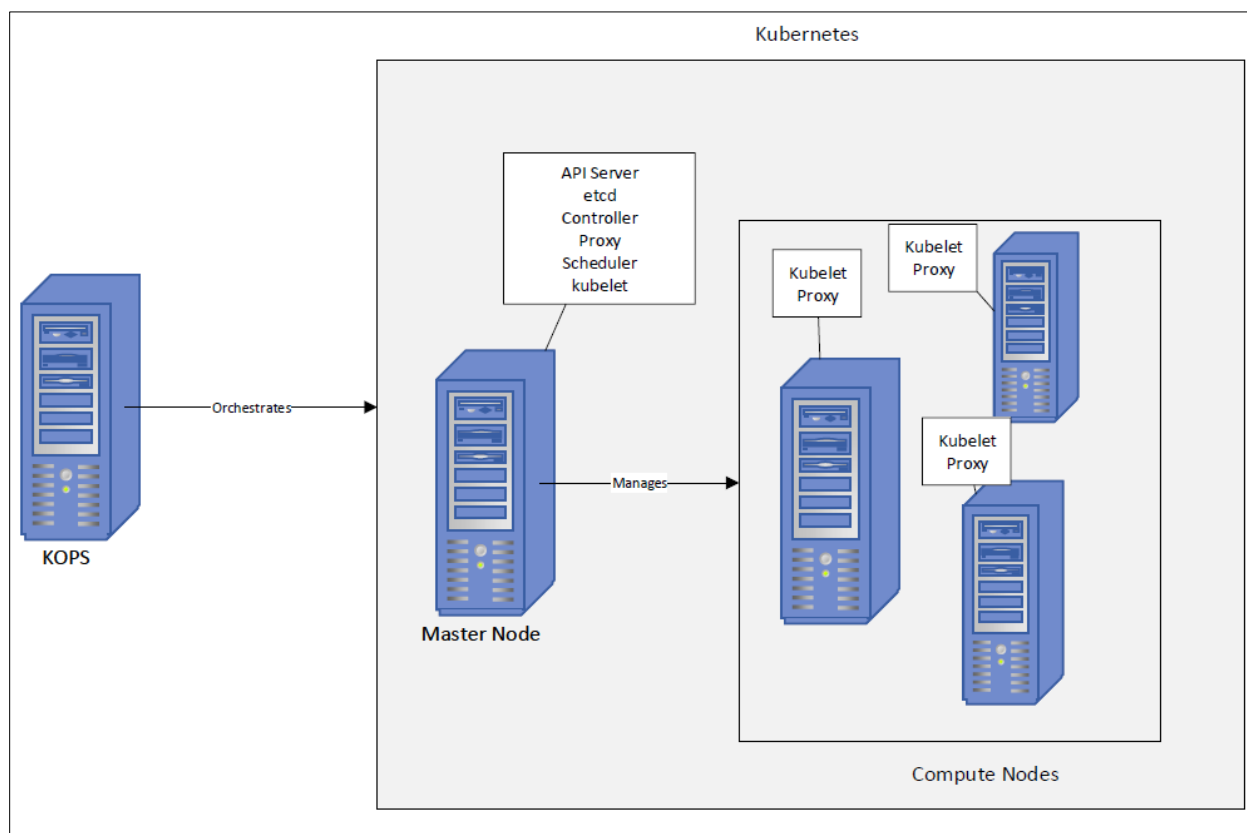 Kubernetes
API Server
etcd
Controller
Proxy
Scheduler
kubelet
Kubelet
Proxy
Kubelet
Proxy
Orchestrates
Kubelet
Proxy
Manages
KOPS
Master Node
Compute Nodes